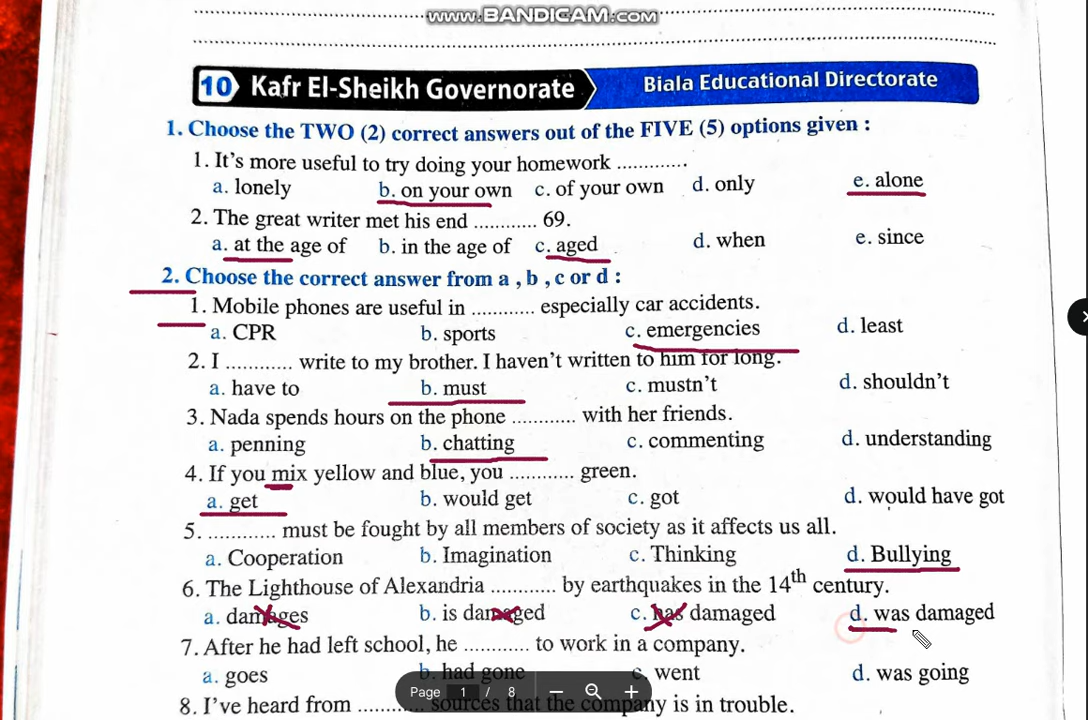 www.BANDICAM.com
10 Kafr El-Sheikh Governorate Biala Educational Directorate
1. Choose the TWO (2) correct answers out of the FIVE (5) options given :
1. It's more useful to try doing your homework ............
a. lonely b. on your own c. of your own d. only e. alone
2. The great writer met his end ............ 69.
a. at the age of b. in the age of c. aged d. when e. since
2. Choose the correct answer from a , b , c or d :
1. Mobile phones are useful in ............ especially car accidents.
a. CPR b. sports c. emergencies d. least
2. I ............ write to my brother. I haven't written to him for long.
a. have to b. must c. mustn't d. shouldn't
3. Nada spends hours on the phone ............ with her friends.
a. penning b. chatting c. commenting d. understanding
4. If you mix yellow and blue, you ............ green.
a. get b. would get c. got d. would have got
5. ............ must be fought by all members of society as it affects us all.
a. Cooperation b. Imagination c. Thinking d. Bullying
6. The Lighthouse of Alexandria ............ by earthquakes in the 14th century.
a. damages b. is damaged c. has damaged d. was damaged
7. After he had left school, he ............ to work in a company.
a. goes b. had gone c. went d. was going
Page 1 / 8
8. I've heard from ............ sources that the company is in trouble.